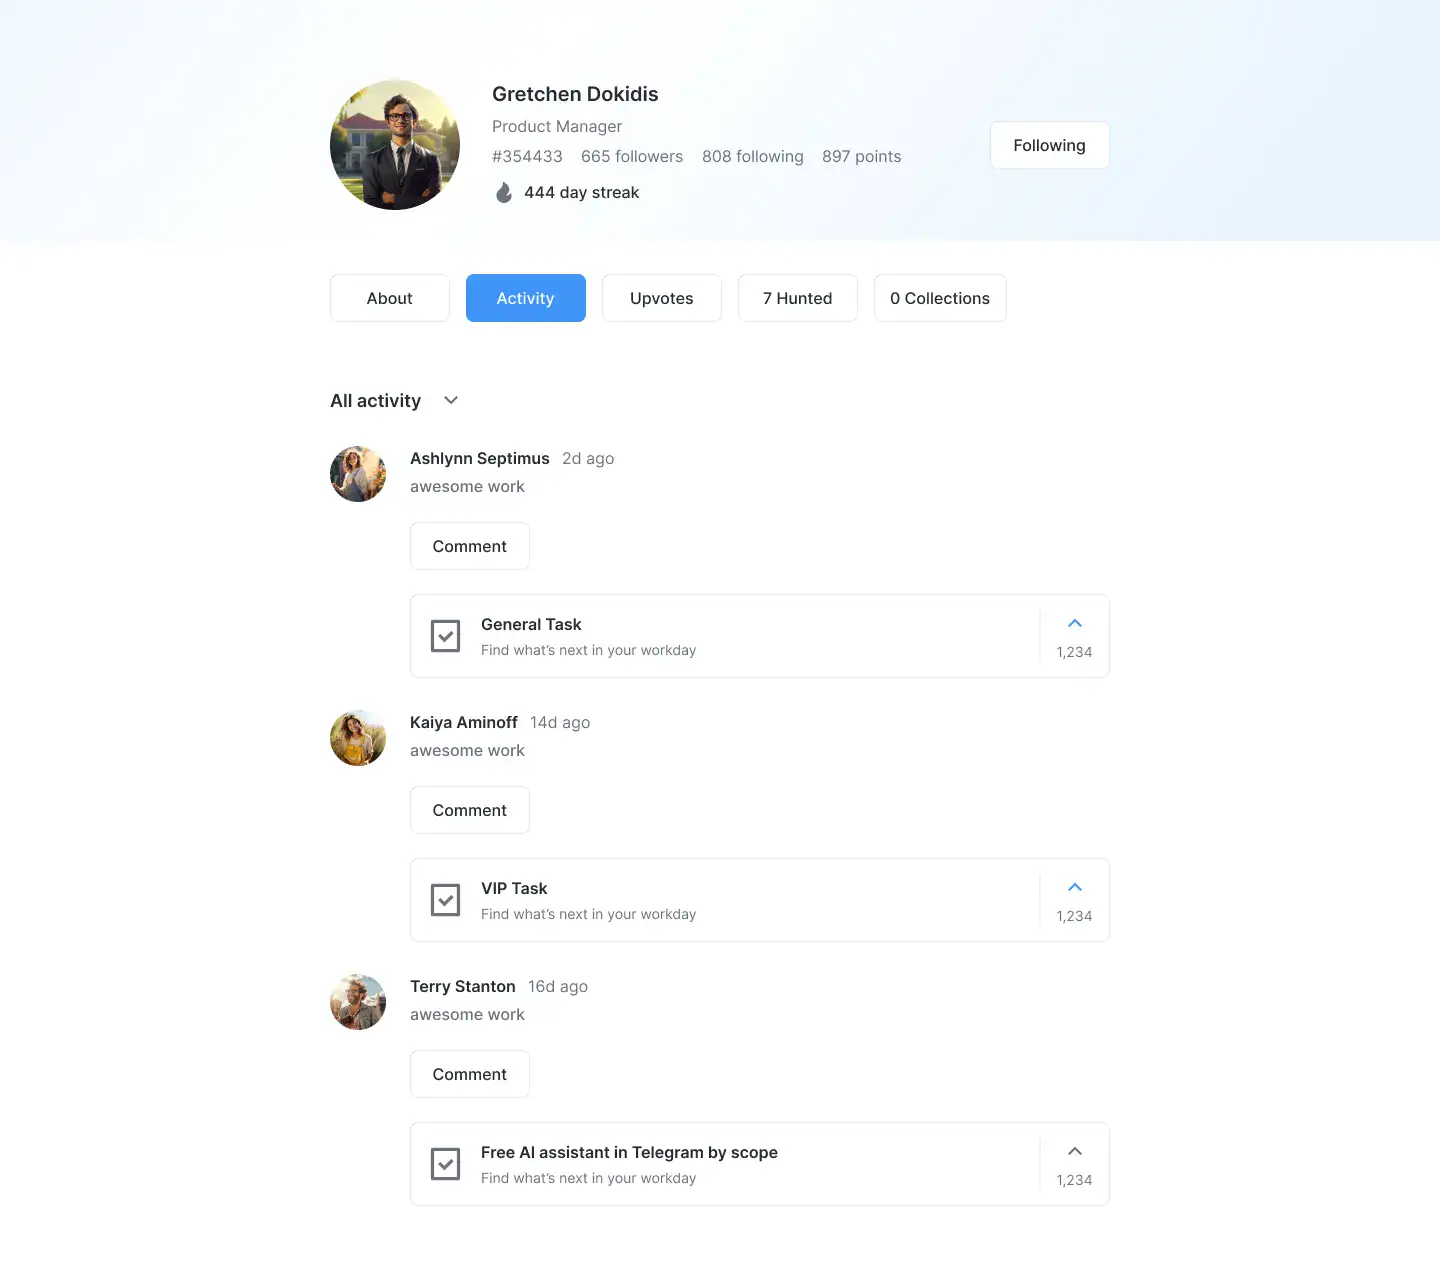 Gretchen Dokidis
Product Manager
#354433 665 followers 808 following 897 points
444 day streak
Following
About Activity Upvotes 7 Hunted 0 Collections
All activity
Ashlynn Septimus 2d ago
awesome work
Comment
General Task
Find what’s next in your workday
1,234
Kaiya Aminoff 14d ago
awesome work
Comment
VIP Task
Find what’s next in your workday
1,234
Terry Stanton 16d ago
awesome work
Comment
Free AI assistant in Telegram by scope
Find what’s next in your workday
1,234